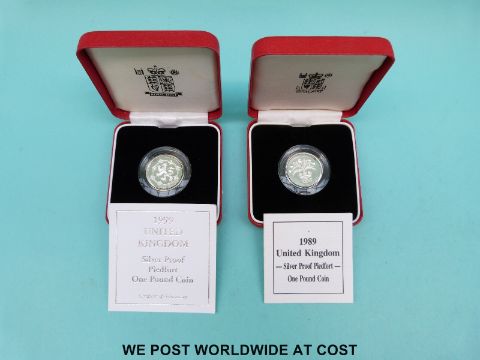 1999
UNITED
KINGDOM
Silver Proof
Piedfort
One Pound Coin
1989
United Kingdom
Silver Proof Piedfort
One Pound Coin
WE POST WORLDWIDE AT COST